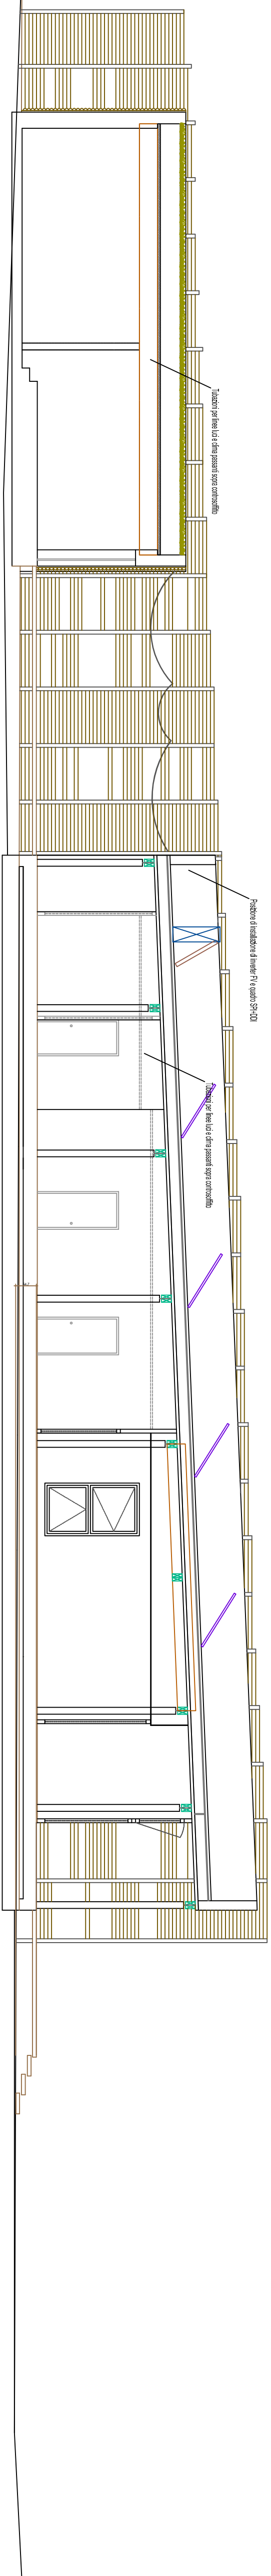 Tubazioni per linee luci e clima passanti sopra controsoffitto
Posizione di installazione di inverter FV e quadro SPI-DDI
Tubazioni per linee luci e clima passanti sopra controsoffitto